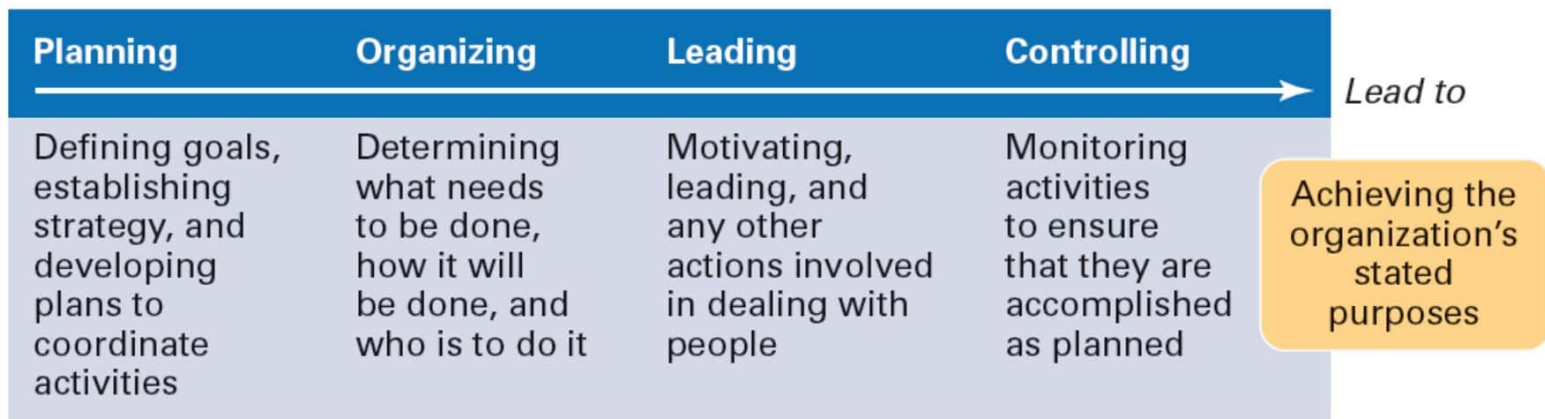 Planning
Organizing
Leading
Controlling
Lead to
Defining goals,
establishing
strategy, and
developing
plans to
coordinate
activities
Determining
what needs
to be done,
how it will
be done, and
who is to do it
Motivating,
leading, and
any other
actions involved
in dealing with
people
Monitoring
activities
to ensure
that they are
accomplished
as planned
Achieving the
organization's
stated
purposes